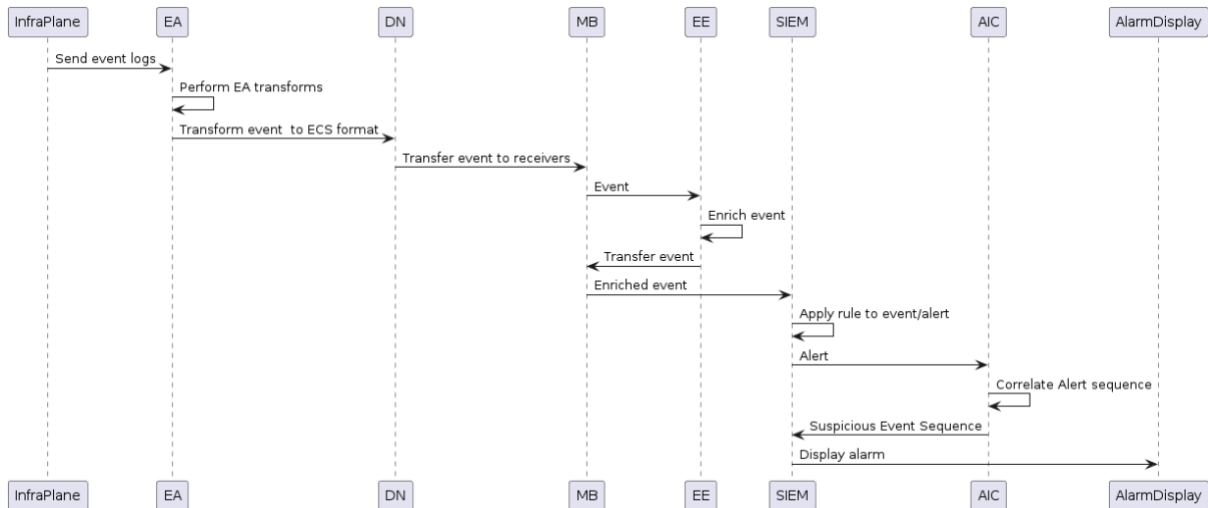 InfraPlane EA DN MB EE SIEM AIC AlarmDisplay
Send event logs
Perform EA transforms
Transform event  to ECS format
Transfer event to receivers
Event
Enrich event
Transfer event
Enriched event
Apply rule to event/alert
Alert
Correlate Alert sequence
Suspicious Event Sequence
Display alarm
InfraPlane EA DN MB EE SIEM AIC AlarmDisplay